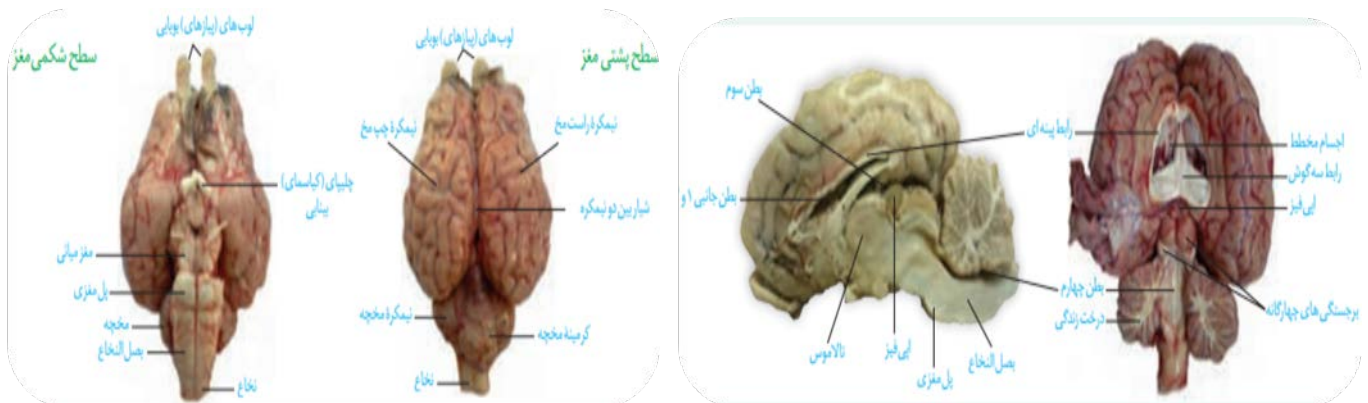 لوب‌های (پیازهای) بویایی
سطح شکمی مغز
چلیپای (کیاسمای)
بینایی
مغز میانی
پل مغزی
مخچه
بصل النخاع
نخاع
لوب‌های (پیازهای) بویایی
سطح پشتی مغز
نیمکرهٔ چپ مخ
نیمکرهٔ راست مخ
شیار بین دو نیمکره
نیمکرهٔ مخچه
کرمینه مخچه
نخاع
بطن سوم
رابط پینه ای
بطن جانبی ۱ و
بطن چهارم
تالاموس
اپی فیز
پل مغزی
بصل النخاع
اجسام مخطط
رابط سه گوش
اپی فیز
برجستگی های چهارگانه
درخت زندگی